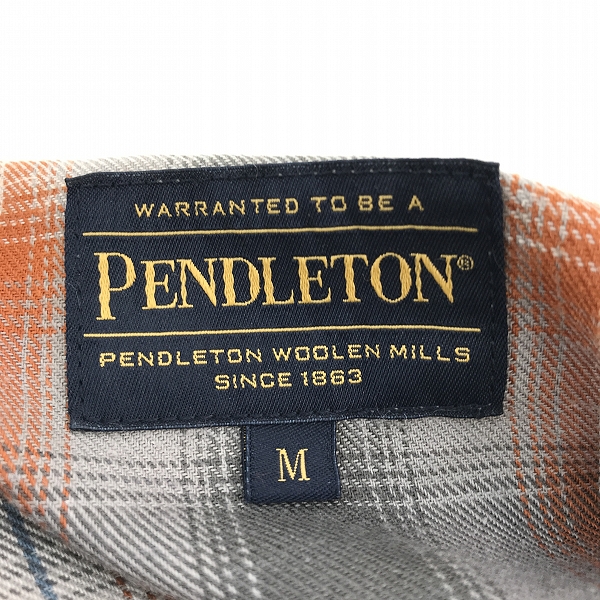 WARRANTED TO BE A
PENDLETON®
PENDLETON WOOLEN MILLS
SINCE 1863
M